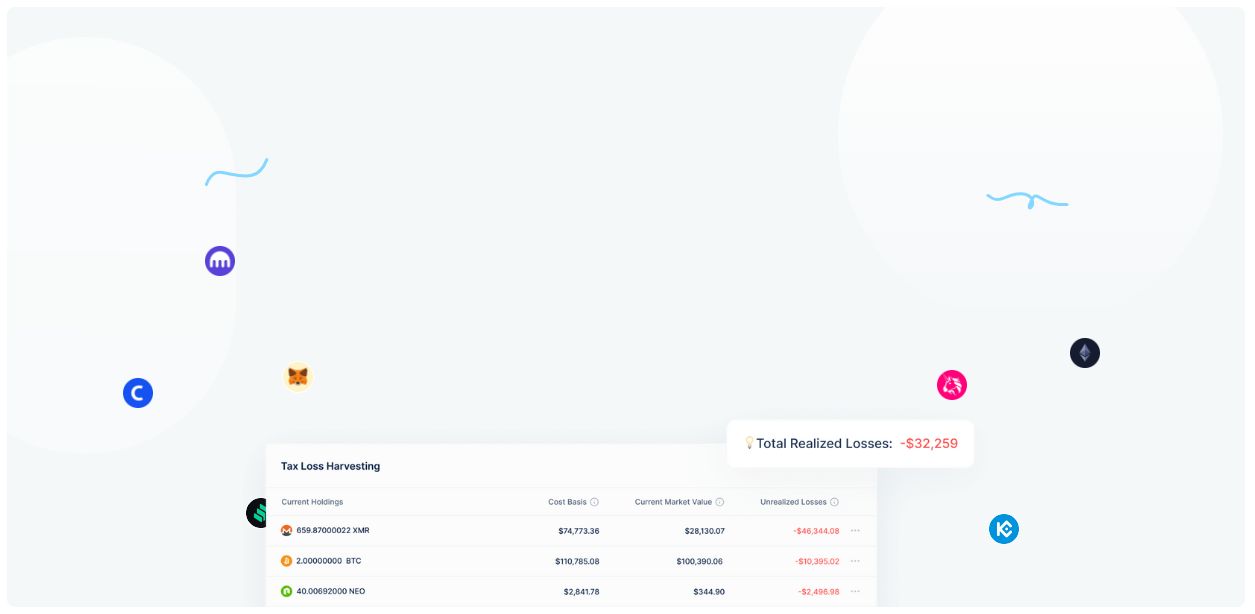 Total Realized Losses: -$32,259
Tax Loss Harvesting
Current Holdings Cost Basis Current Market Value Unrealized Losses
659.87000022 XMR $74,773.36 $28,130.07 -$46,344.08
2.00000000 BTC $110,785.08 $100,390.06 -$10,395.02
40.00692000 NEO $2,841.78 $344.90 -$2,496.98